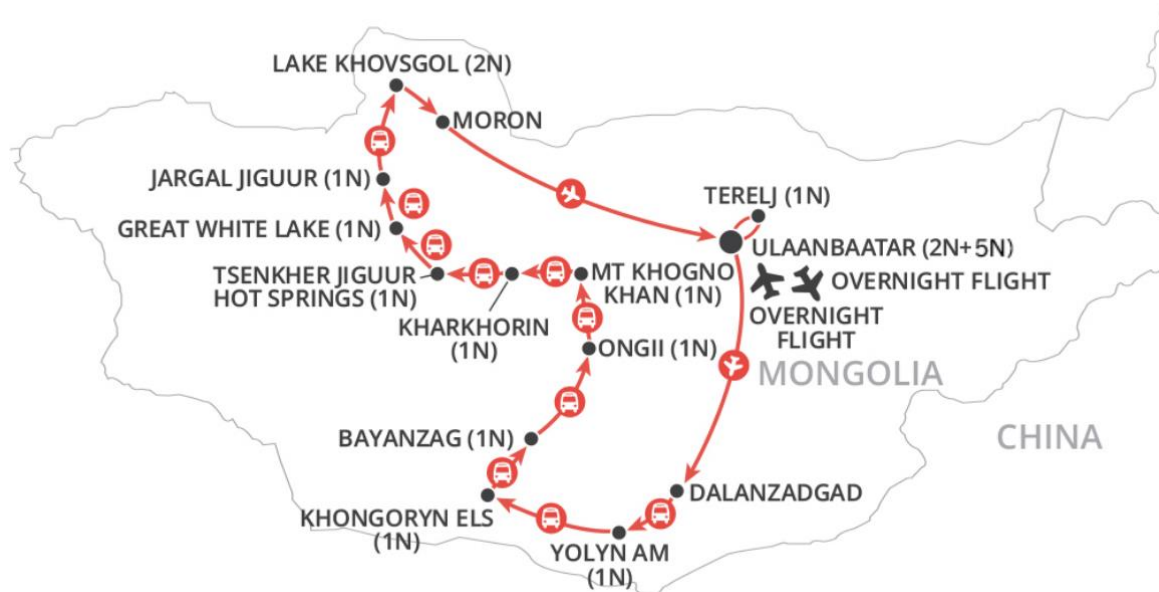 LAKE KHOVSGOL (2N)
MORON
JARGAL JIGUUR (1N)
TERELJ (1N)
GREAT WHITE LAKE (1N)
ULAANBAATAR (2N+5N)
TSENKHER JIGUUR
HOT SPRINGS (1N)
MT KHOGNO
KHAN (1N)
OVERNIGHT FLIGHT
OVERNIGHT
FLIGHT
KHARKHORIN
(1N)
ONGII (1N)
MONGOLIA
BAYANZAG (1N)
CHINA
DALANZADGAD
KHONGORYN ELS
(1N)
YOLYN AM
(1N)